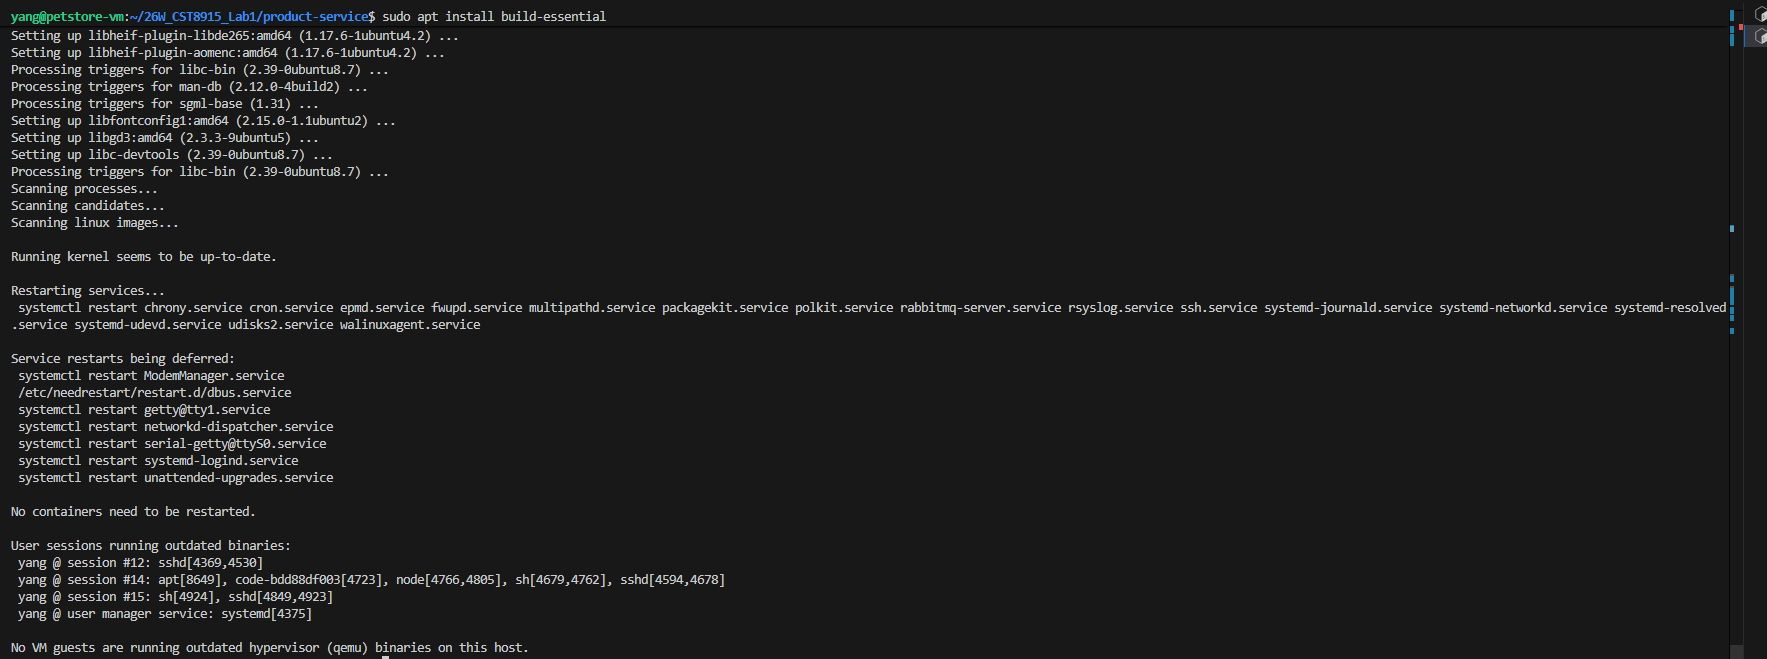 yang@petstore-vm:~/26W_CST8915_Lab1/product-service$ sudo apt install build-essential
Setting up libheif-plugin-libde265:amd64 (1.17.6-1ubuntu4.2) ...
Setting up libheif-plugin-aomenc:amd64 (1.17.6-1ubuntu4.2) ...
Processing triggers for libc-bin (2.39-0ubuntu8.7) ...
Processing triggers for man-db (2.12.0-4build2) ...
Processing triggers for sgml-base (1.31) ...
Setting up libfontconfig1:amd64 (2.15.0-1.1ubuntu2) ...
Setting up libgd3:amd64 (2.3.3-9ubuntu5) ...
Setting up libc-devtools (2.39-0ubuntu8.7) ...
Processing triggers for libc-bin (2.39-0ubuntu8.7) ...
Scanning processes...
Scanning candidates...
Scanning linux images...
Running kernel seems to be up-to-date.
Restarting services...
systemctl restart chrony.service cron.service epmd.service fwupd.service multipathd.service packagekit.service polkit.service rabbitmq-server.service rsyslog.service ssh.service systemd-journald.service systemd-networkd.service systemd-resolved
.service systemd-udevd.service udisks2.service walinuxagent.service
Service restarts being deferred:
systemctl restart ModemManager.service
/etc/needrestart/restart.d/dbus.service
systemctl restart getty@tty1.service
systemctl restart networkd-dispatcher.service
systemctl restart serial-getty@ttyS0.service
systemctl restart systemd-logind.service
systemctl restart unattended-upgrades.service
No containers need to be restarted.
User sessions running outdated binaries:
yang @ session #12: sshd[4369,4530]
yang @ session #14: apt[8649], code-bdd88df003[4723], node[4766,4805], sh[4679,4762], sshd[4594,4678]
yang @ session #15: sh[4924], sshd[4849,4923]
yang @ user manager service: systemd[4375]
No VM guests are running outdated hypervisor (qemu) binaries on this host.